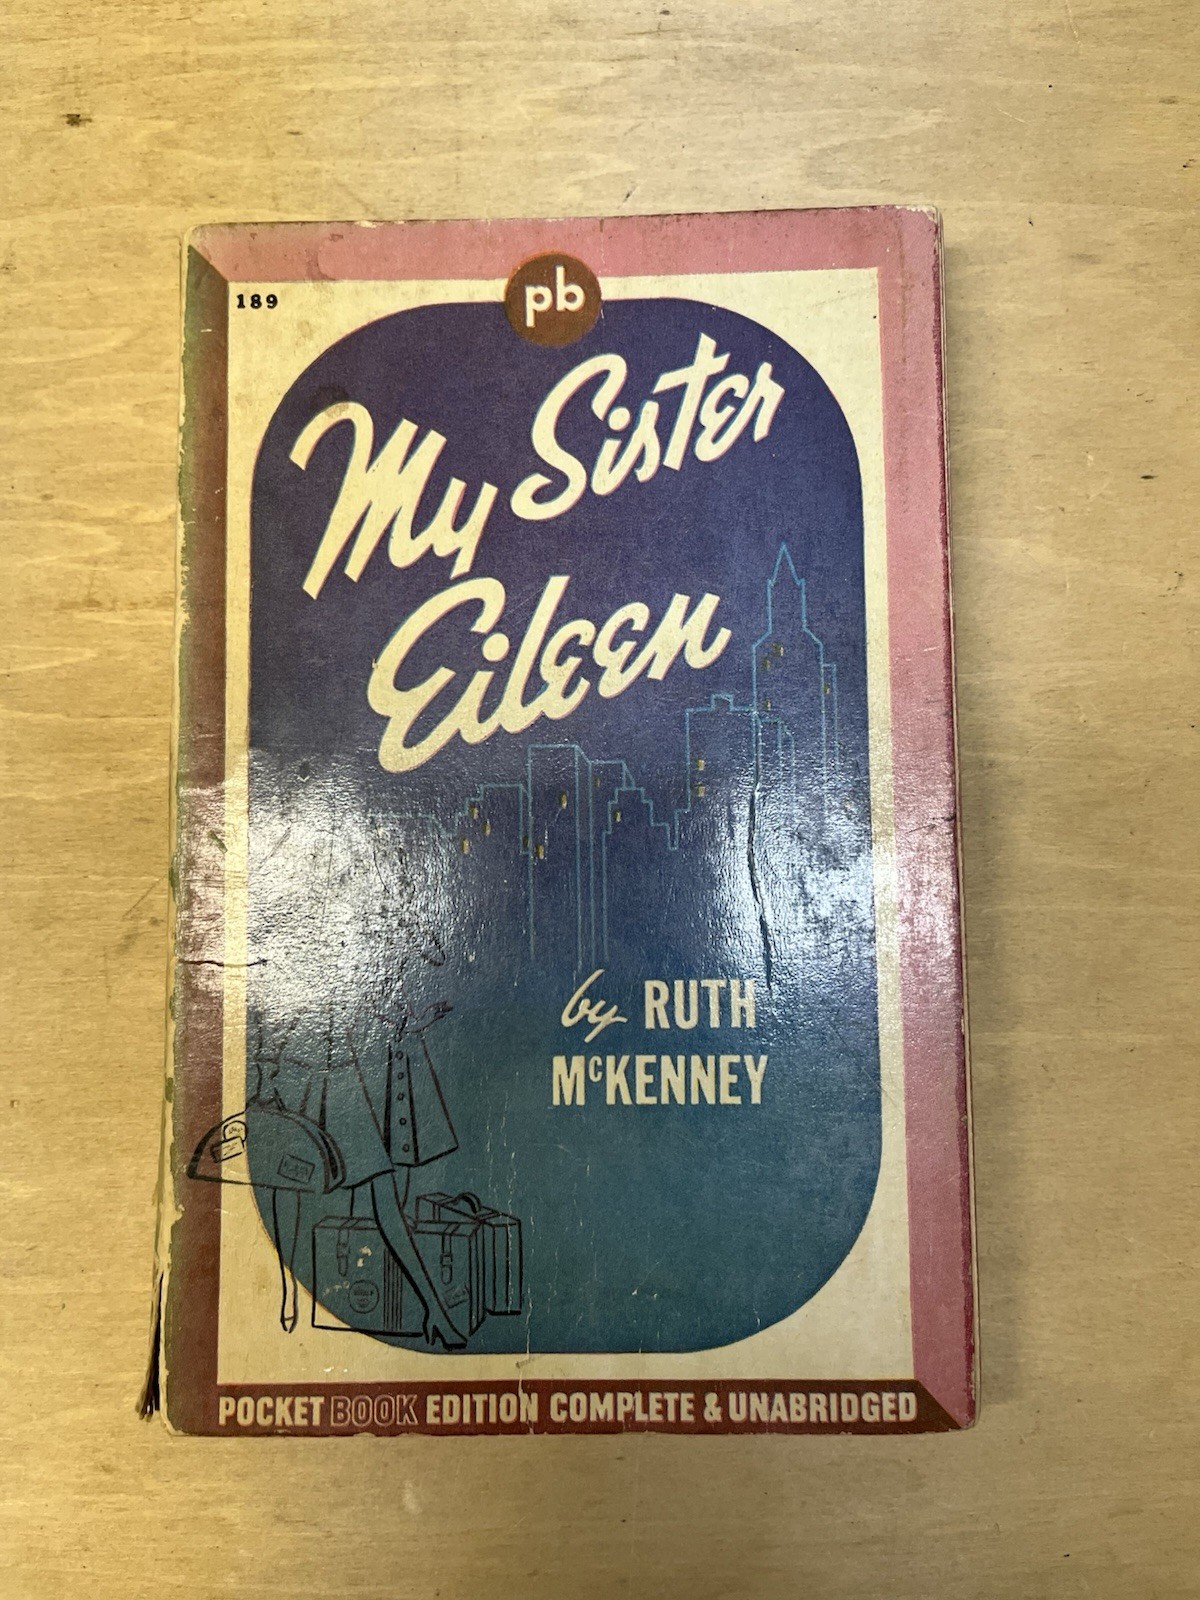 pb
189
My Sister
Eileen
by RUTH
McKENNEY
POCKET BOOK EDITION COMPLETE & UNABRIDGED